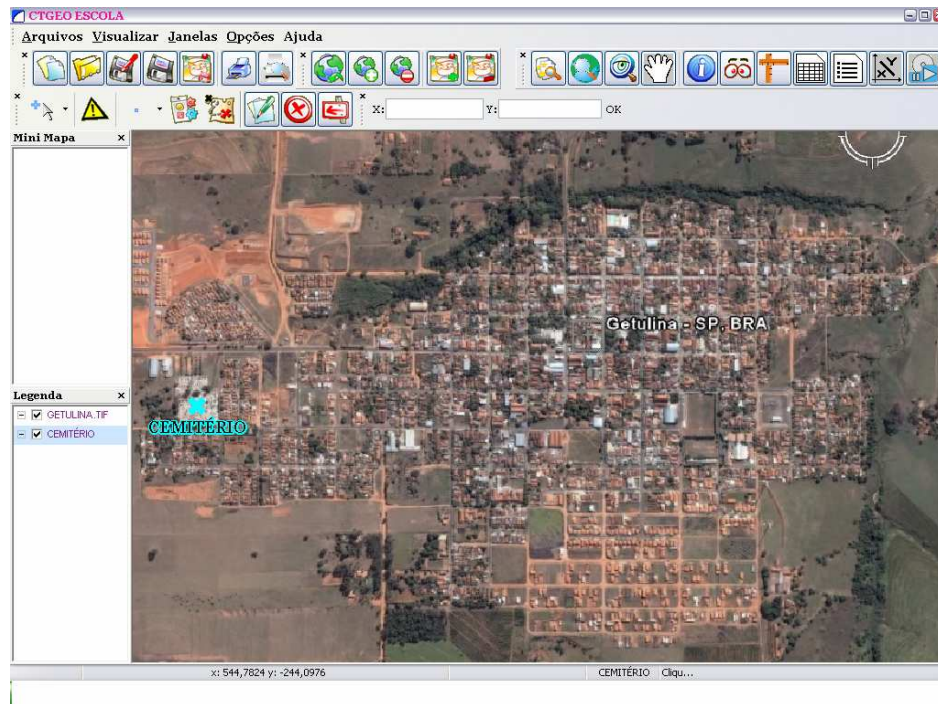 CTGEO ESCOLA
Arquivos Visualizar Janelas Opções Ajuda
X: Y: OK
Mini Mapa
Getulina - SP, BRA
Legenda
GETULINA.TIF
CEMITÉRIO
CEMITÉRIO
x: 544,7824 y: -244,0976 CEMITÉRIO Cliqu...